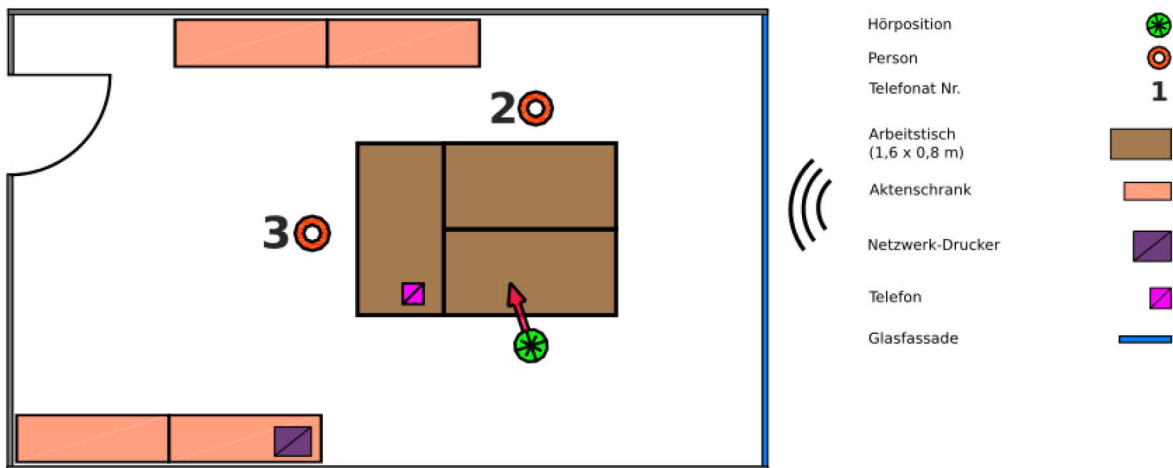 Hörposition
Person
Telefonat Nr.
1
Arbeitstisch
(1,6 x 0,8 m)
Aktenschrank
Netzwerk-Drucker
Telefon
Glasfassade
2
3